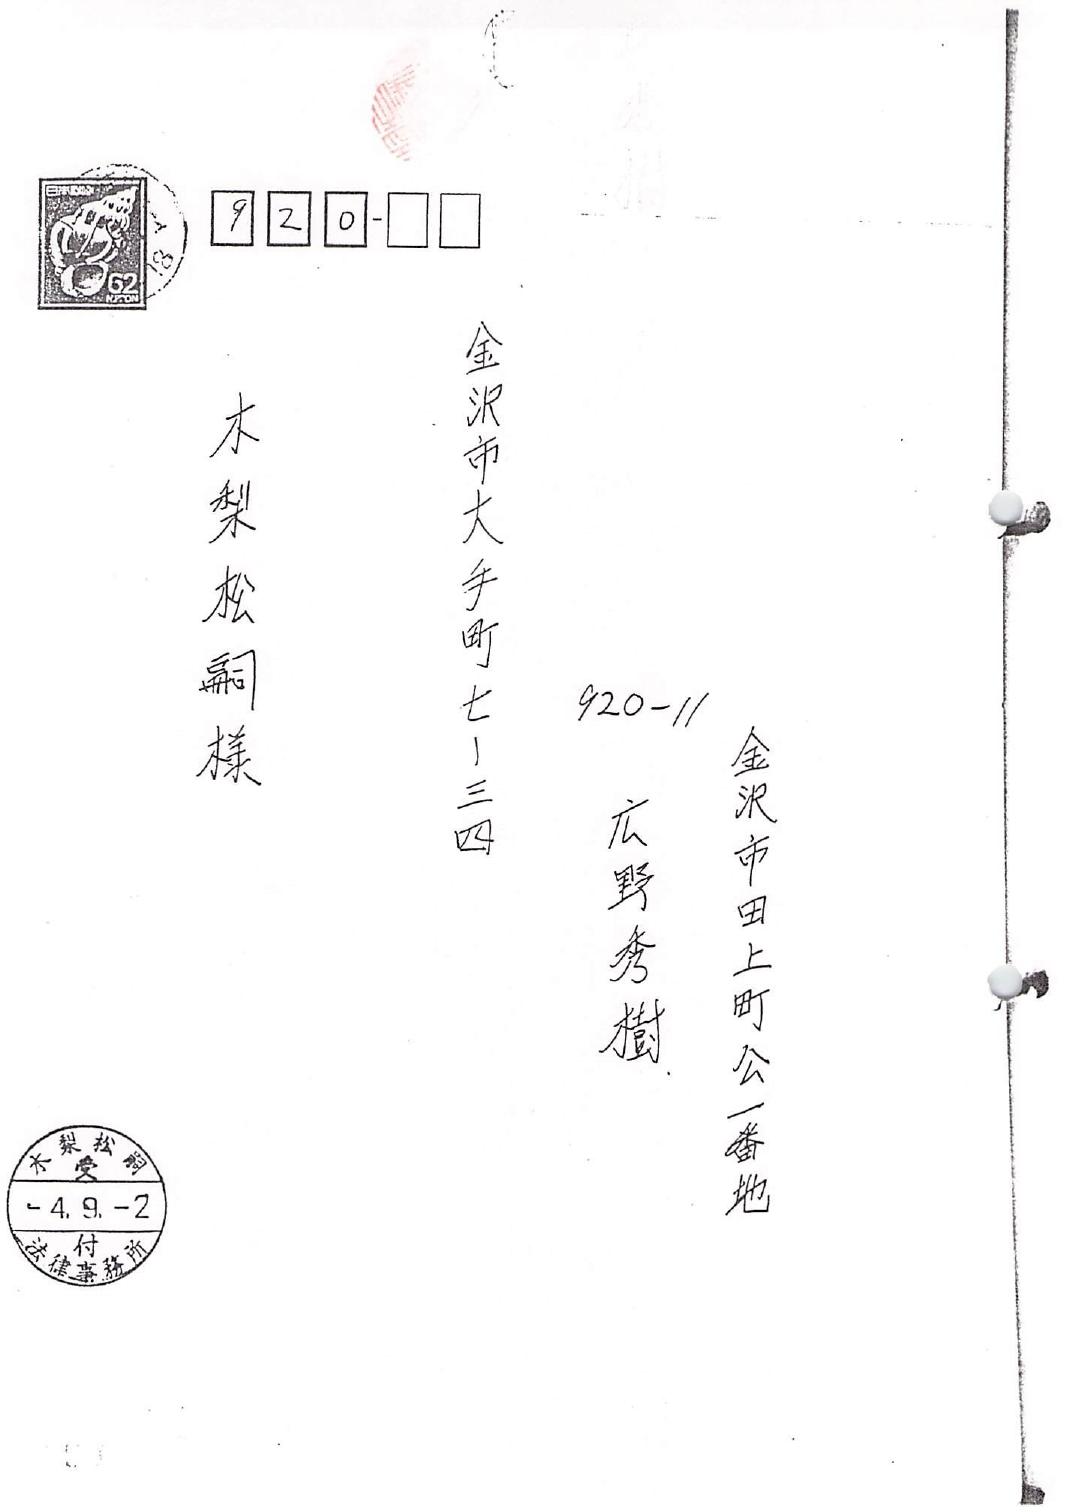 日本郵便
62
NIPPON
920-
金沢市大手町七ー三四
木梨松嗣様
920-11
金沢市田上町公一番地
広野秀樹
木梨松嗣
受
-4.9.-2
付
法律事務所